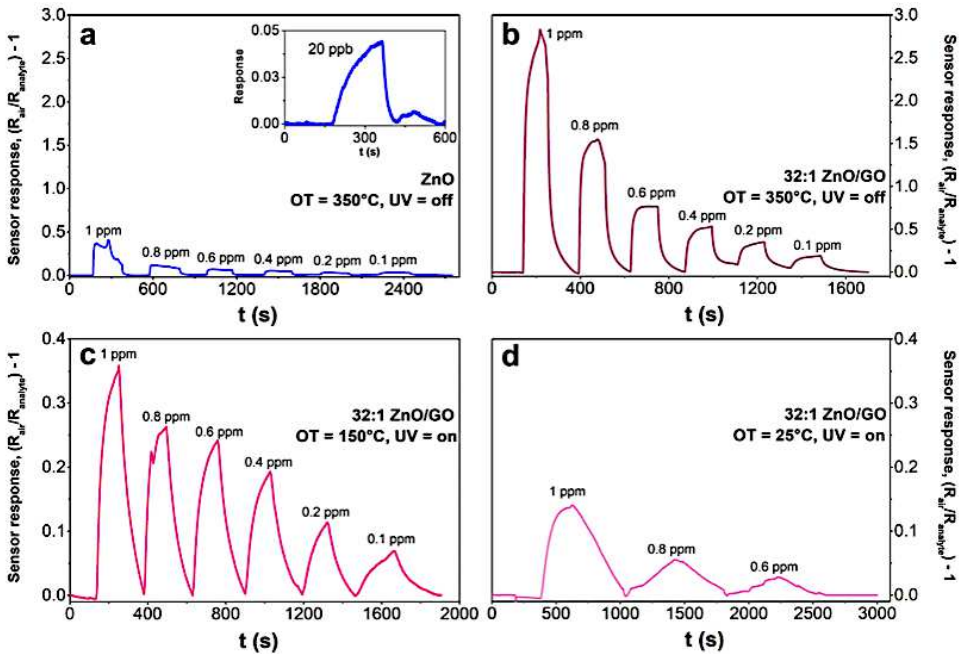 a
ZnO
OT = 350°C, UV = off
1 ppm
0.8 ppm
0.6 ppm
0.4 ppm
0.2 ppm
0.1 ppm
Sensor response, (R_air/R_analyte) - 1
3.0
2.5
2.0
1.5
1.0
0.5
0.0
0 600 1200 1800 2400
t (s)
20 ppb
Response
0.05
0.03
0.00
0 300 600
t (s)
b
1 ppm
0.8 ppm
0.6 ppm
0.4 ppm
0.2 ppm
0.1 ppm
32:1 ZnO/GO
OT = 350°C, UV = off
3.0
2.5
2.0
1.5
1.0
0.5
0.0
Sensor response, (R_air/R_analyte) - 1
0 400 800 1200 1600
t (s)
c
1 ppm
0.8 ppm
0.6 ppm
0.4 ppm
0.2 ppm
0.1 ppm
32:1 ZnO/GO
OT = 150°C, UV = on
Sensor response, (R_air/R_analyte) - 1
0.4
0.3
0.2
0.1
0.0
0 400 800 1200 1600 2000
t (s)
d
1 ppm
0.8 ppm
0.6 ppm
32:1 ZnO/GO
OT = 25°C, UV = on
0.4
0.3
0.2
0.1
0.0
Sensor response, (R_air/R_analyte) - 1
0 500 1000 1500 2000 2500 3000
t (s)